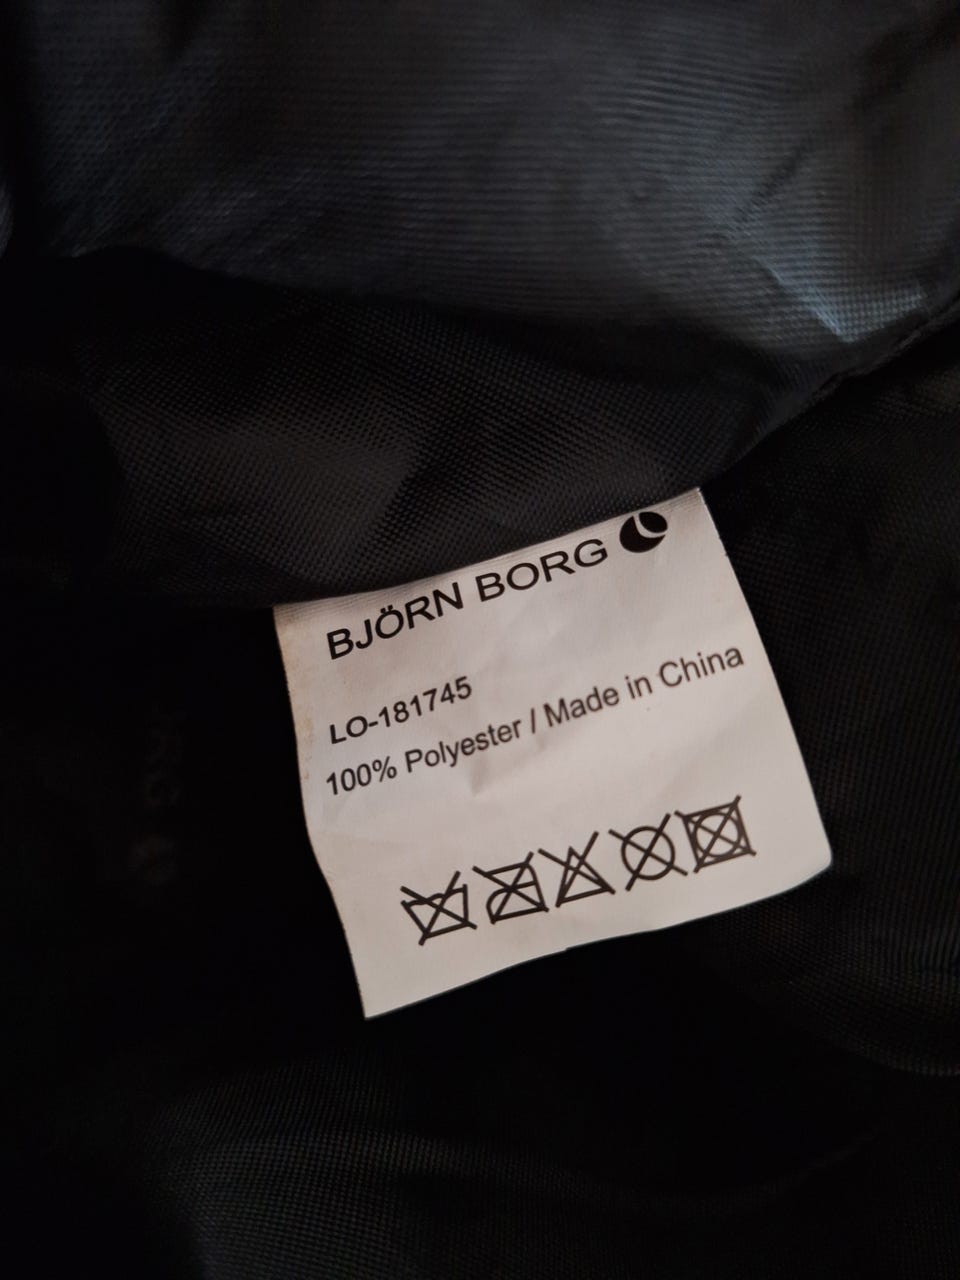 BJÖRN BORG
LO-181745
100% Polyester / Made in China